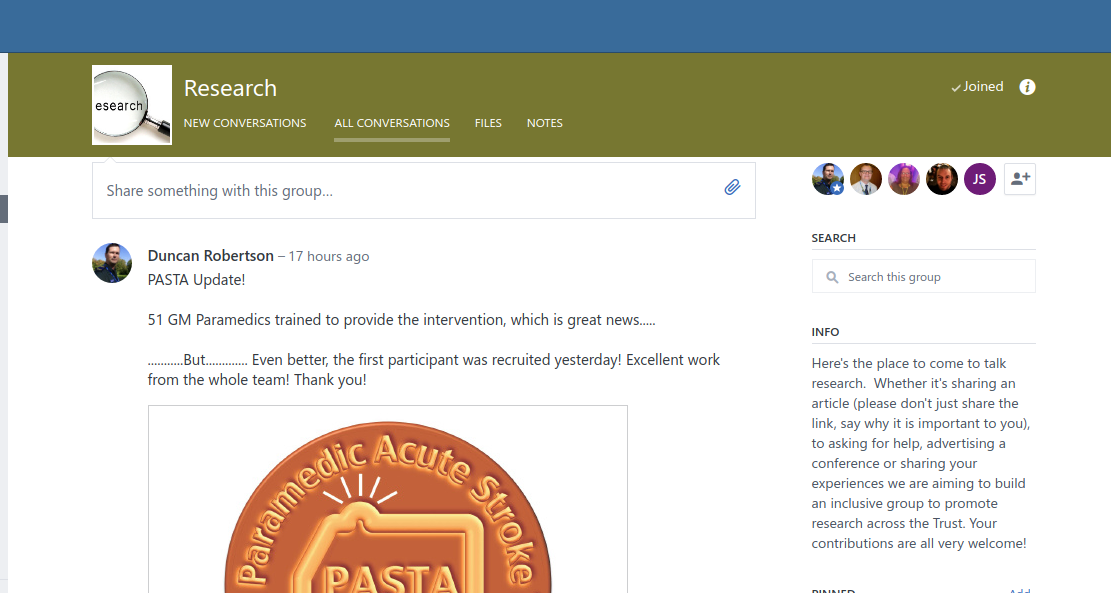 esearch
Research
Joined
NEW CONVERSATIONS
ALL CONVERSATIONS
FILES
NOTES
Share something with this group...
Duncan Robertson – 17 hours ago
PASTA Update!
51 GM Paramedics trained to provide the intervention, which is great news.....
...........But............. Even better, the first participant was recruited yesterday! Excellent work
from the whole team! Thank you!
Paramedic Acute Stroke
PASTA
JS
SEARCH
Search this group
INFO
Here's the place to come to talk
research.  Whether it's sharing an
article (please don't just share the
link, say why it is important to you),
to asking for help, advertising a
conference or sharing your
experiences we are aiming to build
an inclusive group to promote
research across the Trust. Your
contributions are all very welcome!
PINNED
Add